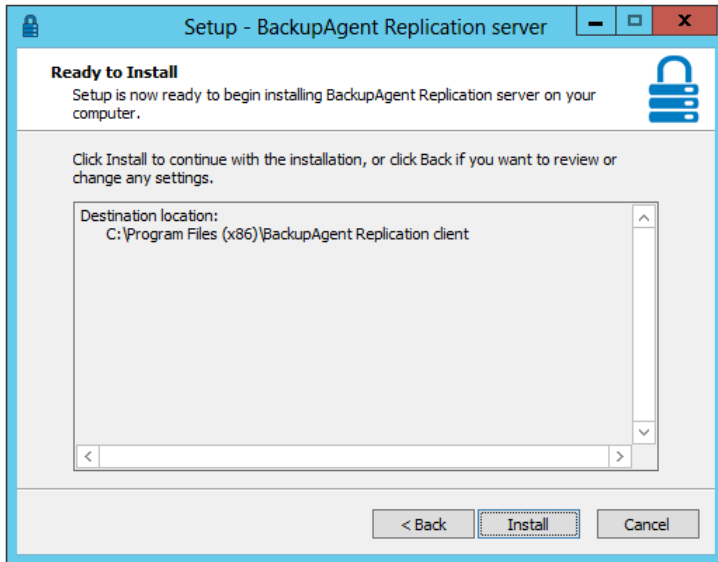 Setup - BackupAgent Replication server
Ready to Install
Setup is now ready to begin installing BackupAgent Replication server on your
computer.
Click Install to continue with the installation, or click Back if you want to review or
change any settings.
Destination location:
C:\Program Files (x86)\BackupAgent Replication client
< Back
Install
Cancel